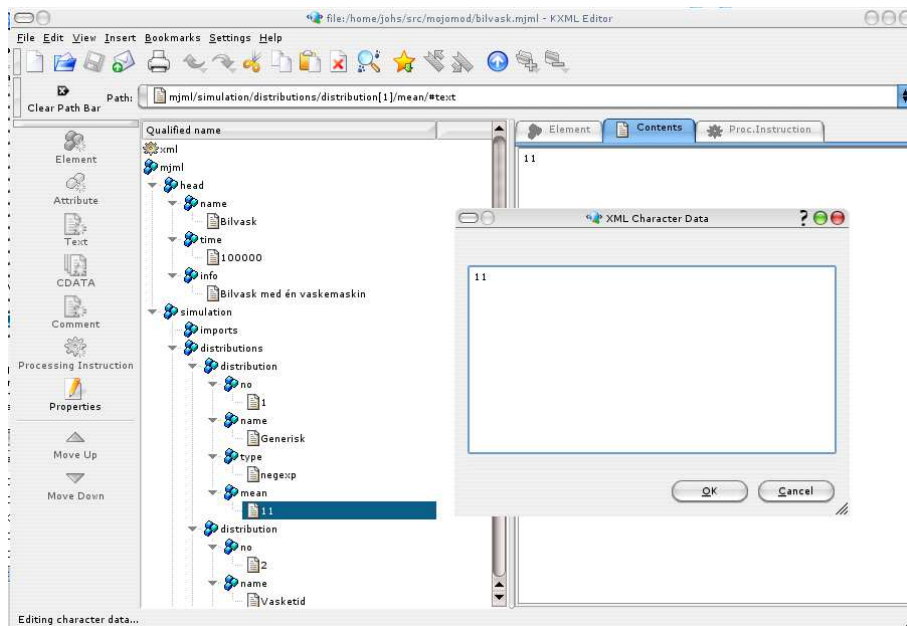 file:/home/johs/src/mojomod/bilvask.mjml - KXML Editor
File Edit View Insert Bookmarks Settings Help
Clear Path Bar
Path: mjml/simulation/distributions/distribution[1]/mean/#text
Element
Attribute
Text
CDATA
Comment
Processing Instruction
Properties
Move Up
Move Down
Qualified name
xml
mjml
head
name
Bilvask
time
100000
info
Bilvask med én vaskemaskin
simulation
imports
distributions
distribution
no
1
name
Generisk
type
negexp
mean
11
distribution
no
2
name
Vasketid
Element Contents Proc.Instruction
11
XML Character Data ?
11
OK Cancel
Editing character data...